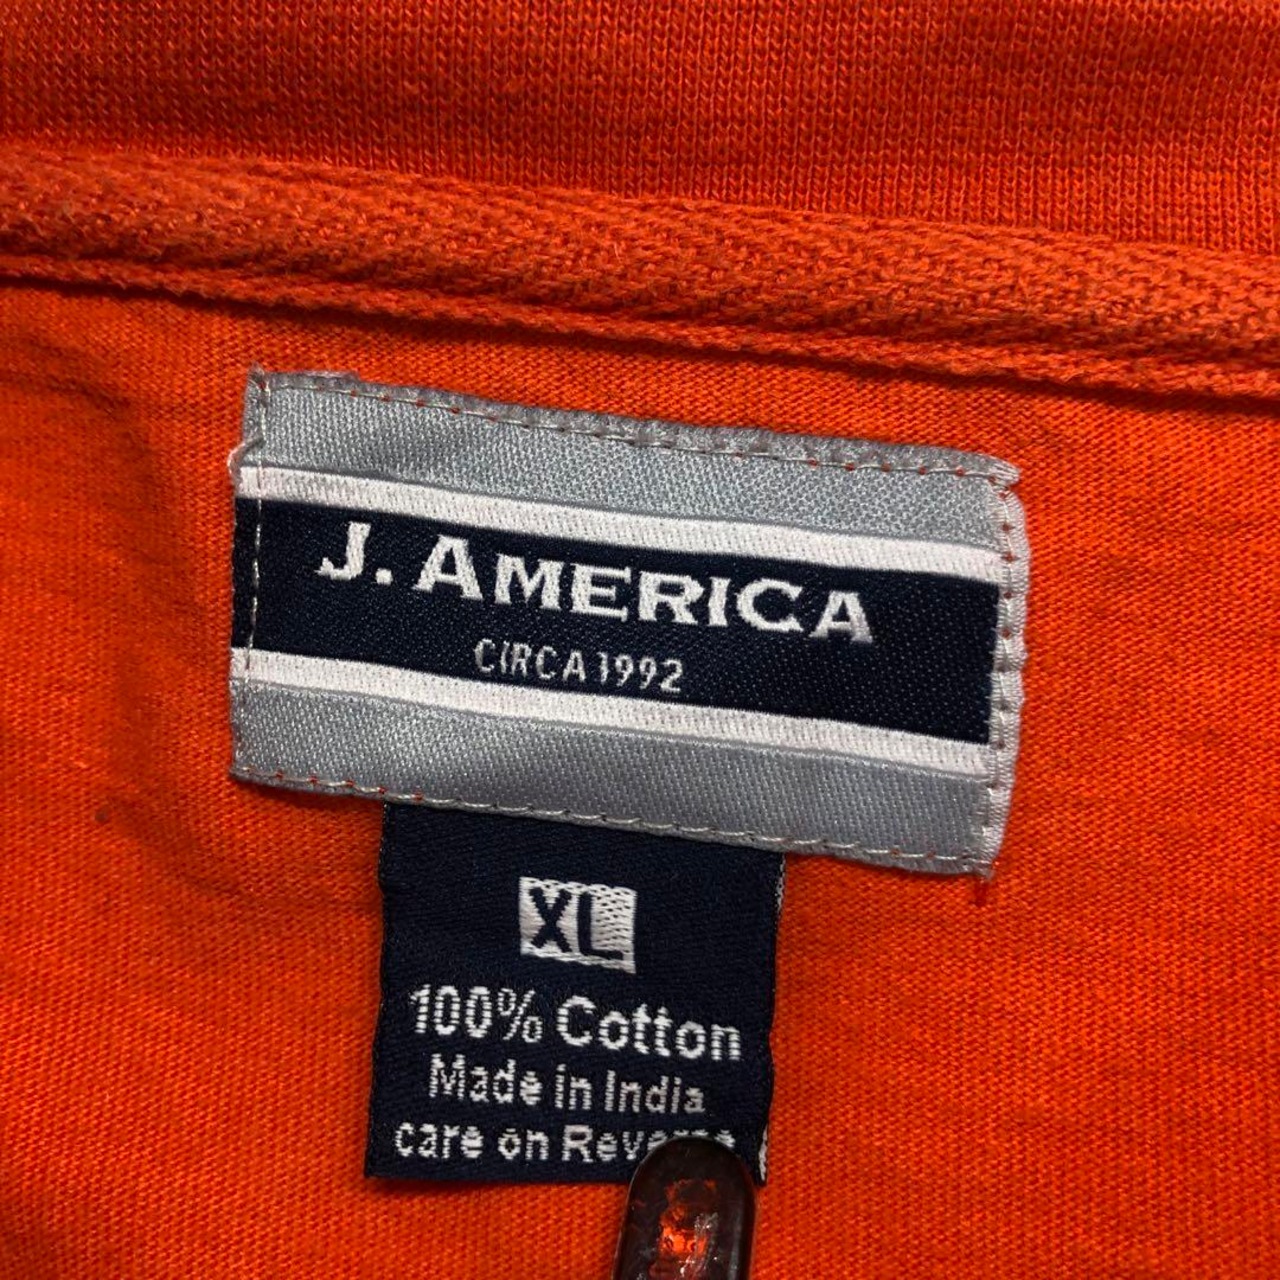 J. AMERICA
CIRCA 1992
XL
100% Cotton
Made in India
care on Reverse